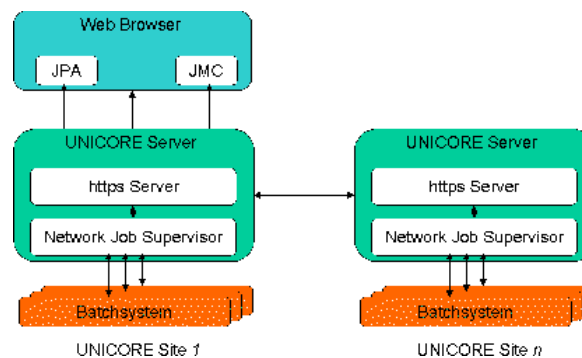 Web Browser
JPA
JMC
UNICORE Server
https Server
Network Job Supervisor
Batchsystem
UNICORE Site 1
UNICORE Server
https Server
Network Job Supervisor
Batchsystem
UNICORE Site n